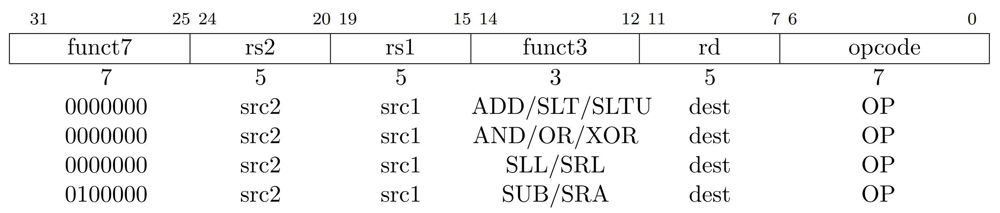 31 25 24 20 19 15 14 12 11 7 6 0
funct7 rs2 rs1 funct3 rd opcode
7 5 5 3 5 7
0000000 src2 src1 ADD/SLT/SLTU dest OP
0000000 src2 src1 AND/OR/XOR dest OP
0000000 src2 src1 SLL/SRL dest OP
0100000 src2 src1 SUB/SRA dest OP